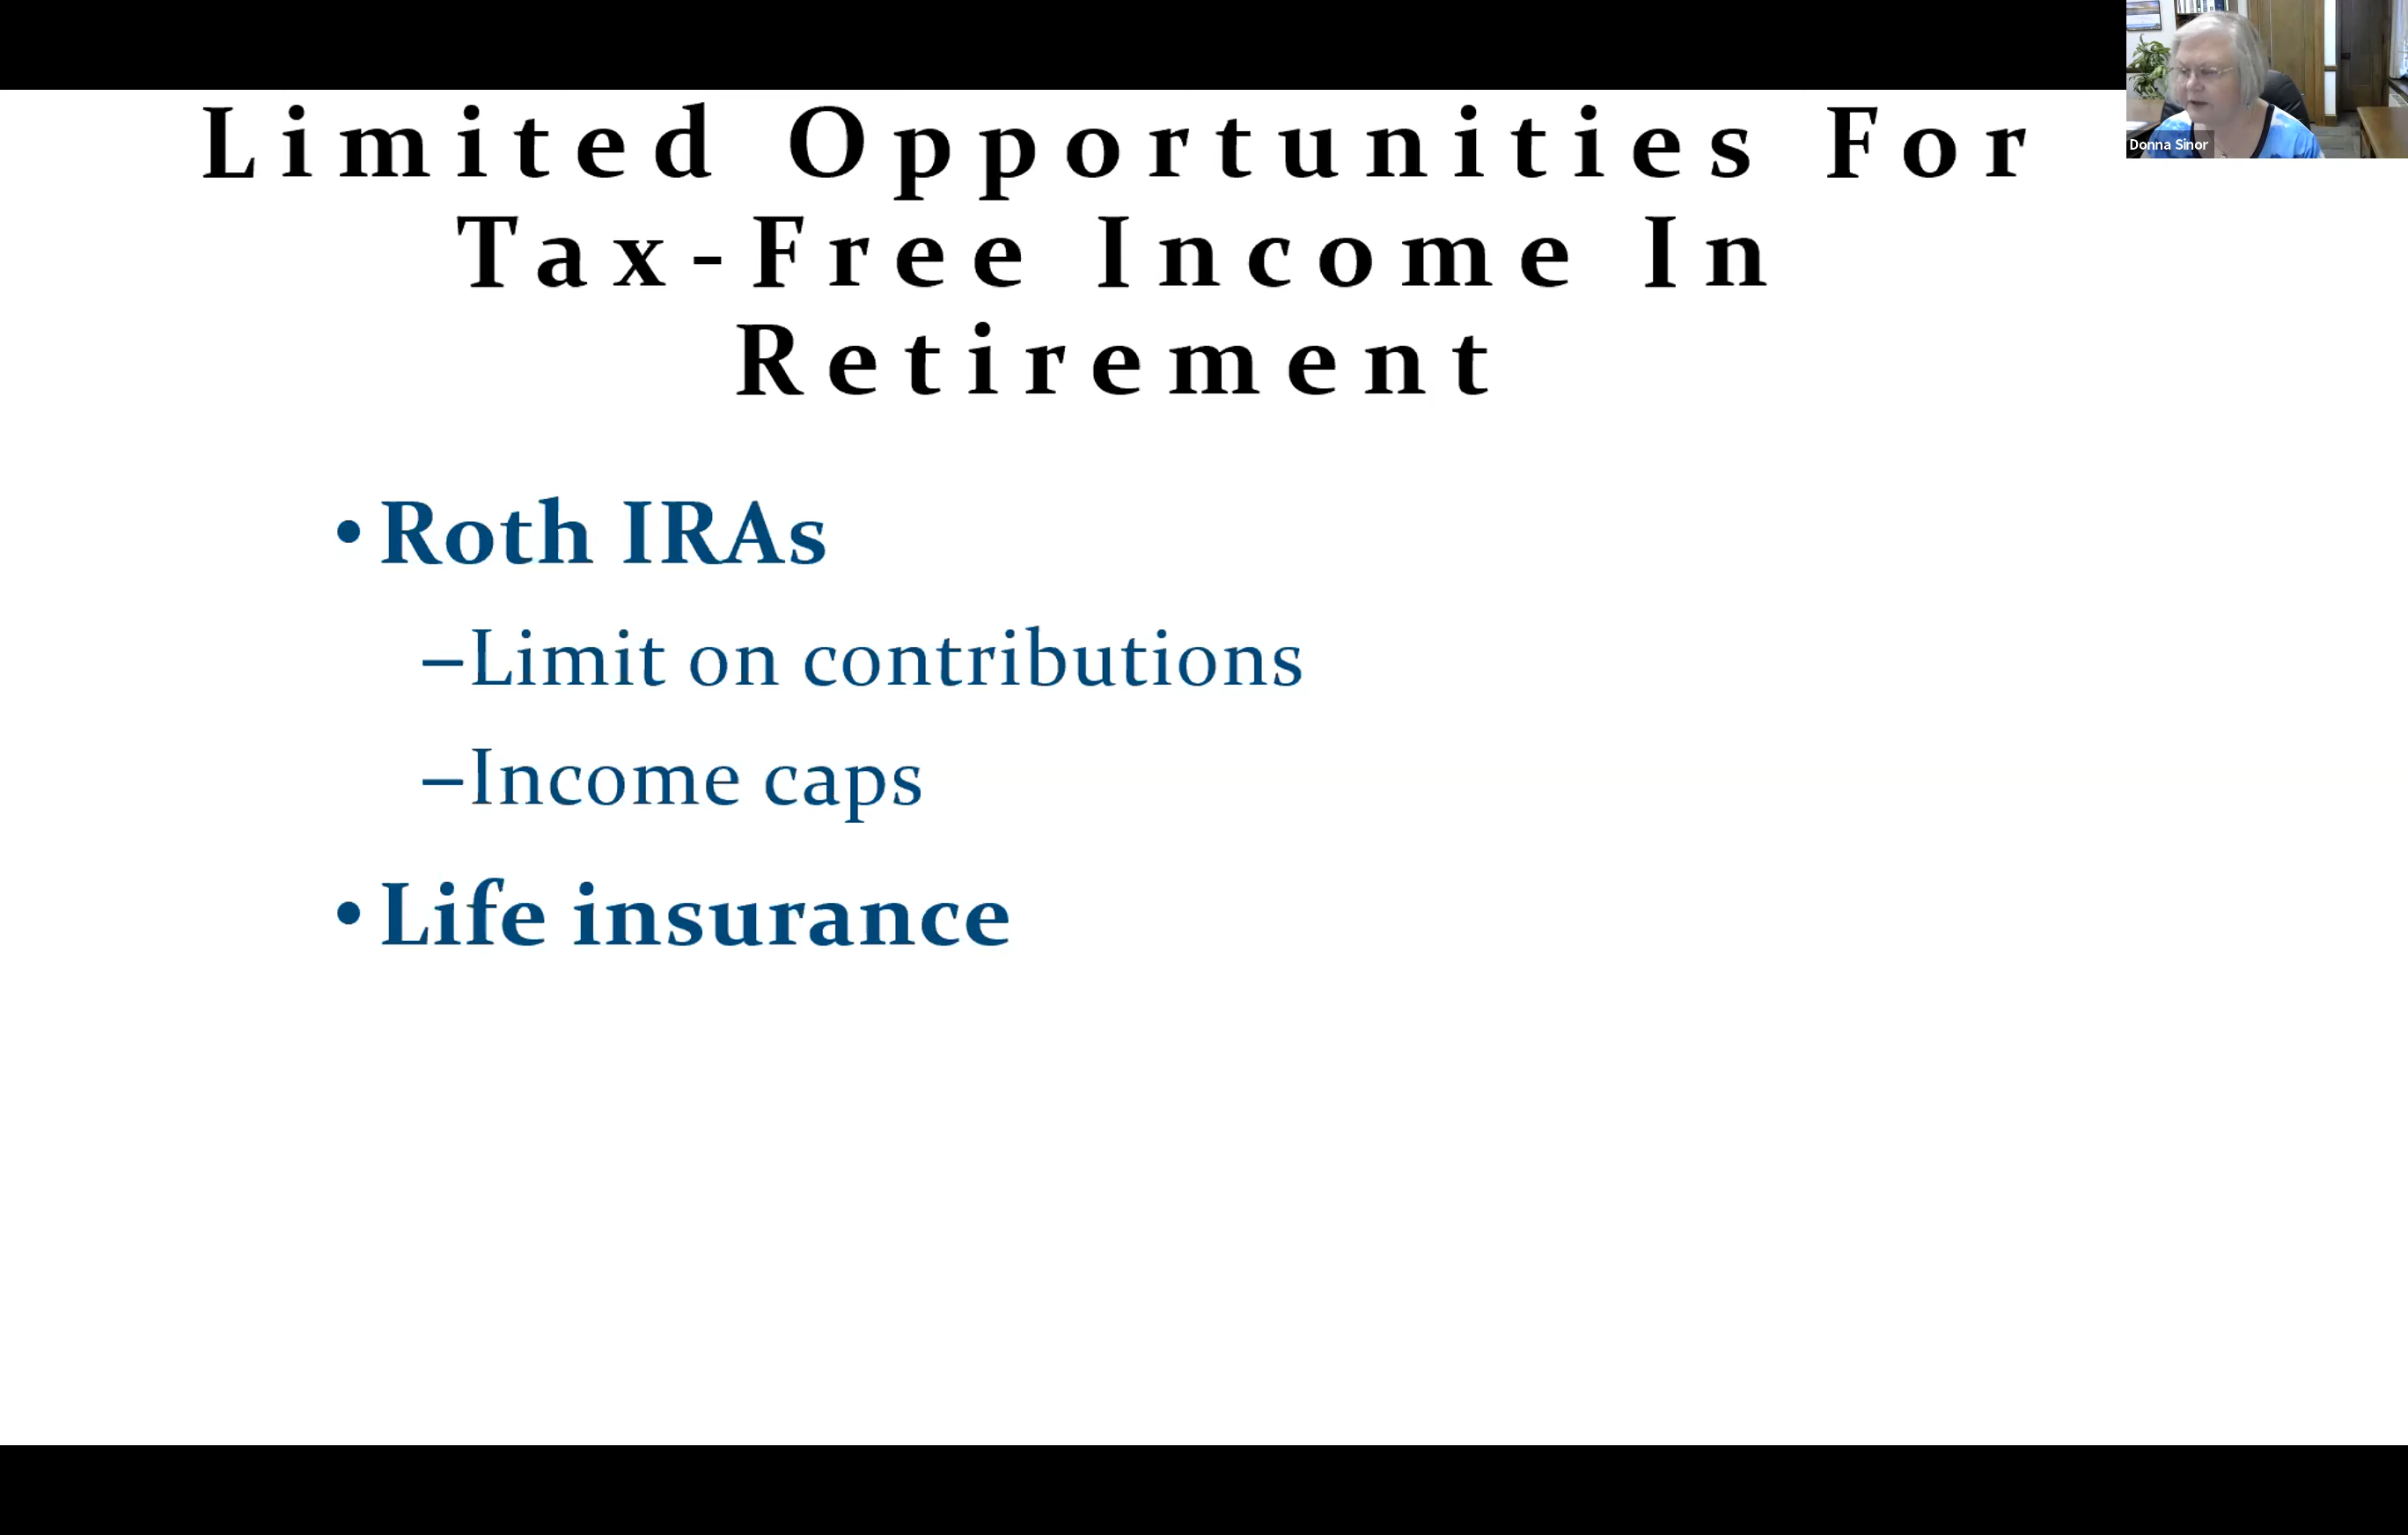 Limited Opportunities For
Tax-Free Income In
Retirement
• Roth IRAs
–Limit on contributions
–Income caps
• Life insurance
Donna Sinor